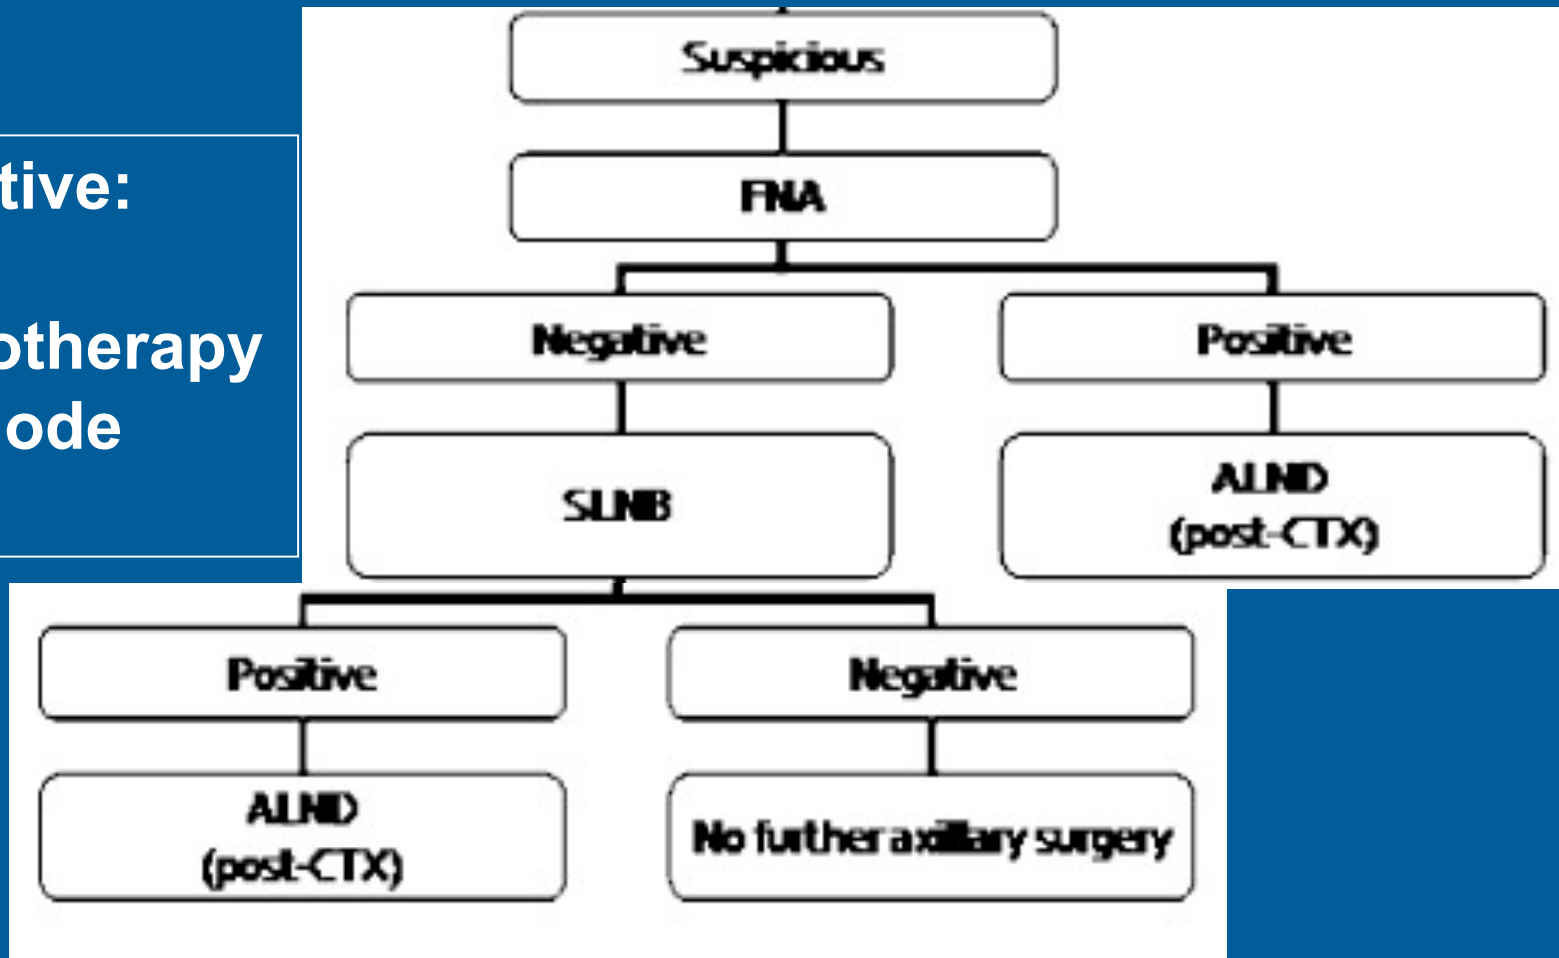 tive:
otherapy
ode
Suspicious
FNA
Negative
Positive
SLNB
ALND
(post-CTX)
Positive
Negative
ALND
(post-CTX)
No further axillary surgery